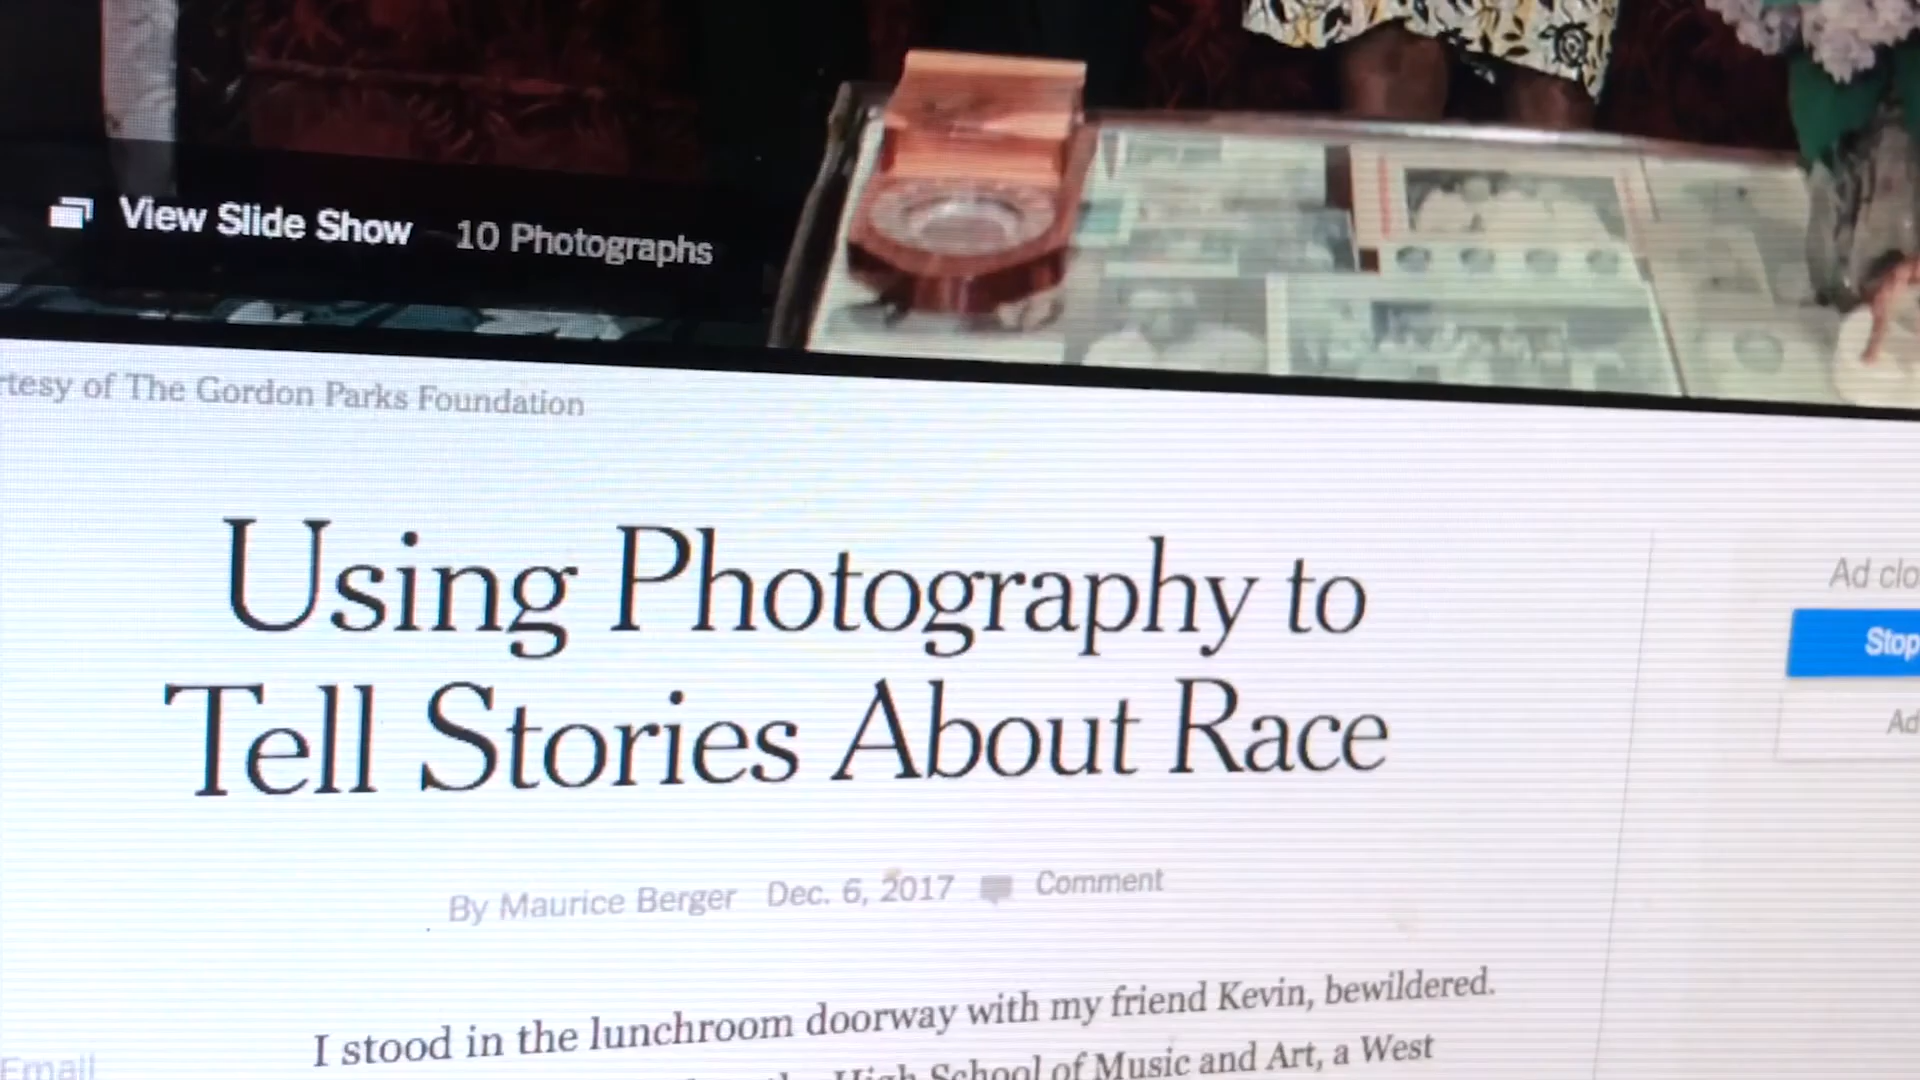 View Slide Show 10 Photographs
rtesy of The Gordon Parks Foundation
Using Photography to
Tell Stories About Race
Ad clo
Stop
Ad
By Maurice Berger Dec. 6, 2017 Comment
I stood in the lunchroom doorway with my friend Kevin, bewildered.
Email
High School of Music and Art, a West